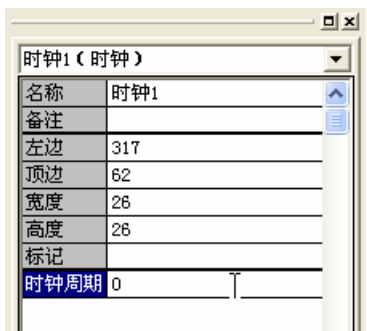 时钟1（时钟）
名称 时钟1
备注
左边 317
顶边 62
宽度 26
高度 26
标记
时钟周期 0